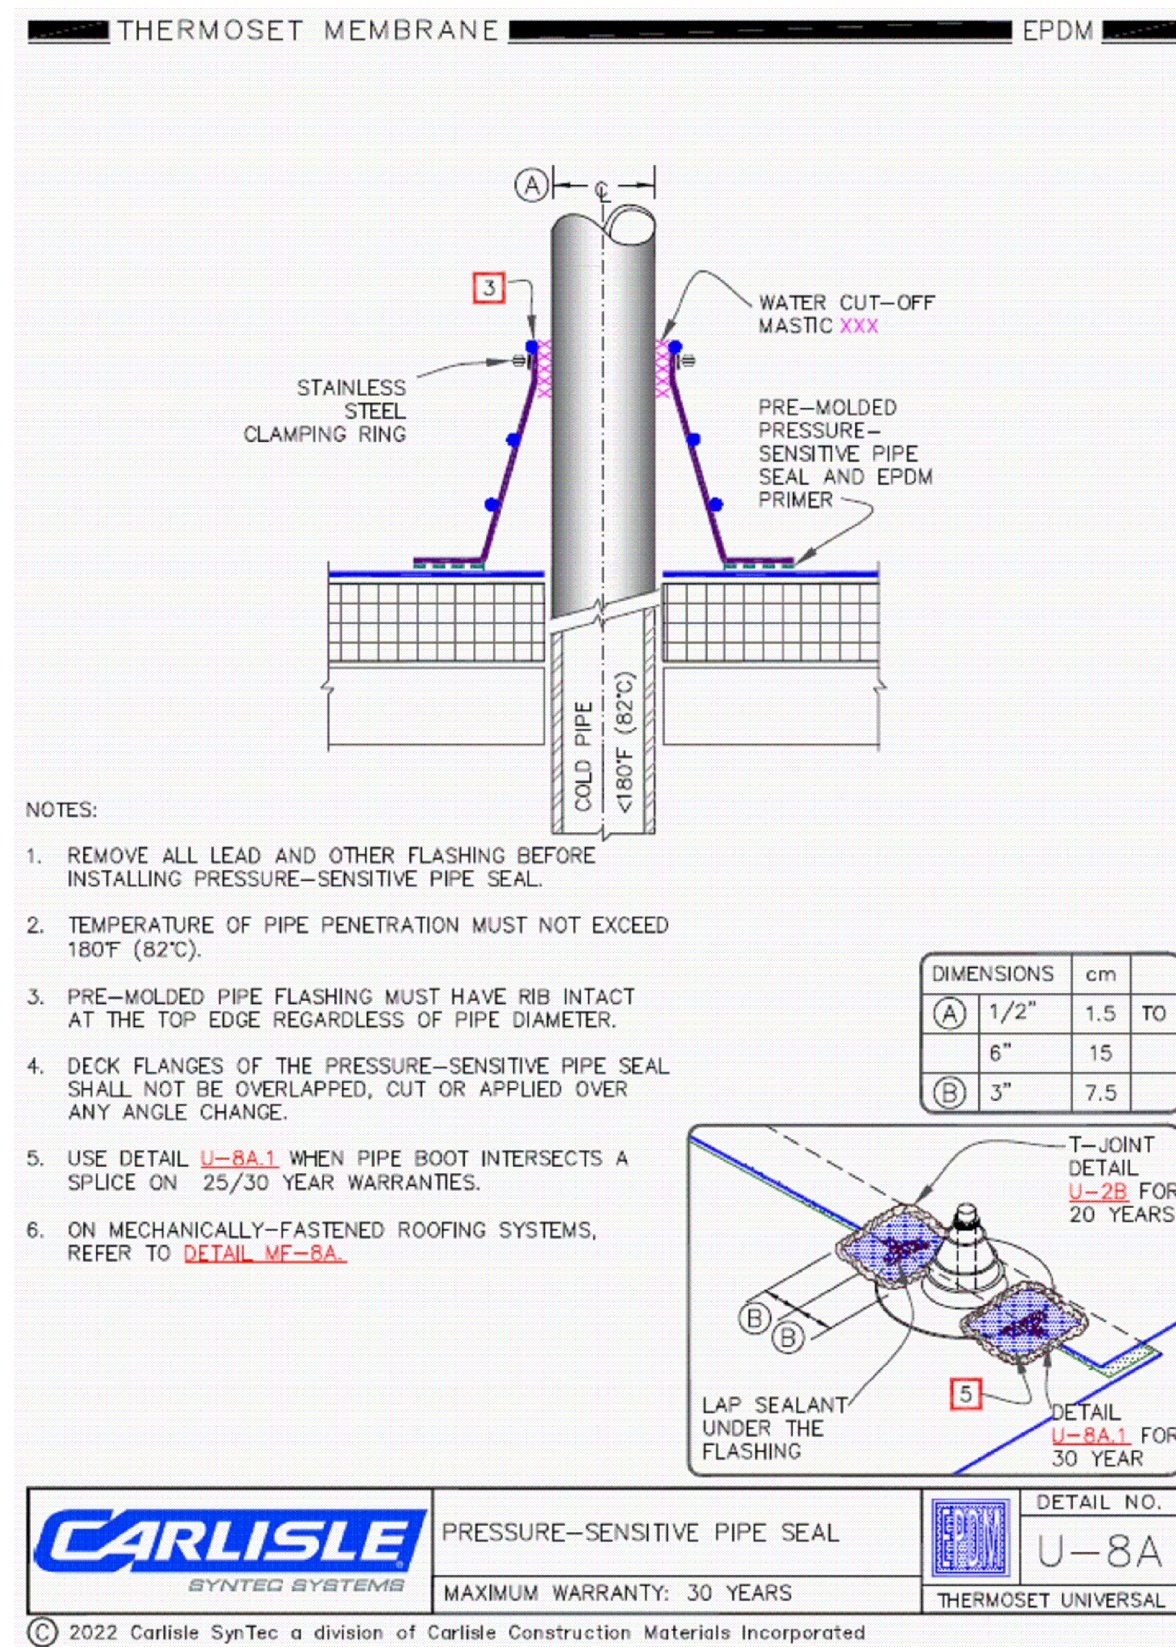 THERMOSET MEMBRANE EPDM
A
℄
3
WATER CUT-OFF
MASTIC XXX
STAINLESS
STEEL
CLAMPING RING
PRE-MOLDED
PRESSURE-
SENSITIVE PIPE
SEAL AND EPDM
PRIMER
COLD PIPE
<180°F (82°C)
NOTES:
1. REMOVE ALL LEAD AND OTHER FLASHING BEFORE
INSTALLING PRESSURE-SENSITIVE PIPE SEAL.
2. TEMPERATURE OF PIPE PENETRATION MUST NOT EXCEED
180°F (82°C).
3. PRE-MOLDED PIPE FLASHING MUST HAVE RIB INTACT
AT THE TOP EDGE REGARDLESS OF PIPE DIAMETER.
4. DECK FLANGES OF THE PRESSURE-SENSITIVE PIPE SEAL
SHALL NOT BE OVERLAPPED, CUT OR APPLIED OVER
ANY ANGLE CHANGE.
5. USE DETAIL U-8A.1 WHEN PIPE BOOT INTERSECTS A
SPLICE ON 25/30 YEAR WARRANTIES.
6. ON MECHANICALLY-FASTENED ROOFING SYSTEMS,
REFER TO DETAIL MF-8A.
DIMENSIONS cm
A 1/2" 1.5 TO
6" 15
B 3" 7.5
T-JOINT
DETAIL
U-2B FOR
20 YEARS
B
B
LAP SEALANT
UNDER THE
FLASHING
5
DETAIL
U-8A.1 FOR
30 YEAR
CARLISLE
SYNTEC SYSTEMS
PRESSURE-SENSITIVE PIPE SEAL
MAXIMUM WARRANTY: 30 YEARS
EPDM
DETAIL NO.
U-8A
THERMOSET UNIVERSAL
© 2022 Carlisle SynTec a division of Carlisle Construction Materials Incorporated